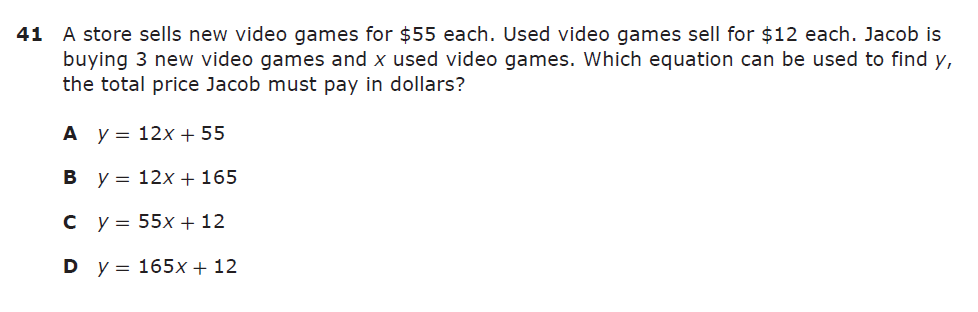 41 A store sells new video games for $55 each. Used video games sell for $12 each. Jacob is
buying 3 new video games and x used video games. Which equation can be used to find y,
the total price Jacob must pay in dollars?
A y = 12x + 55
B y = 12x + 165
C y = 55x + 12
D y = 165x + 12